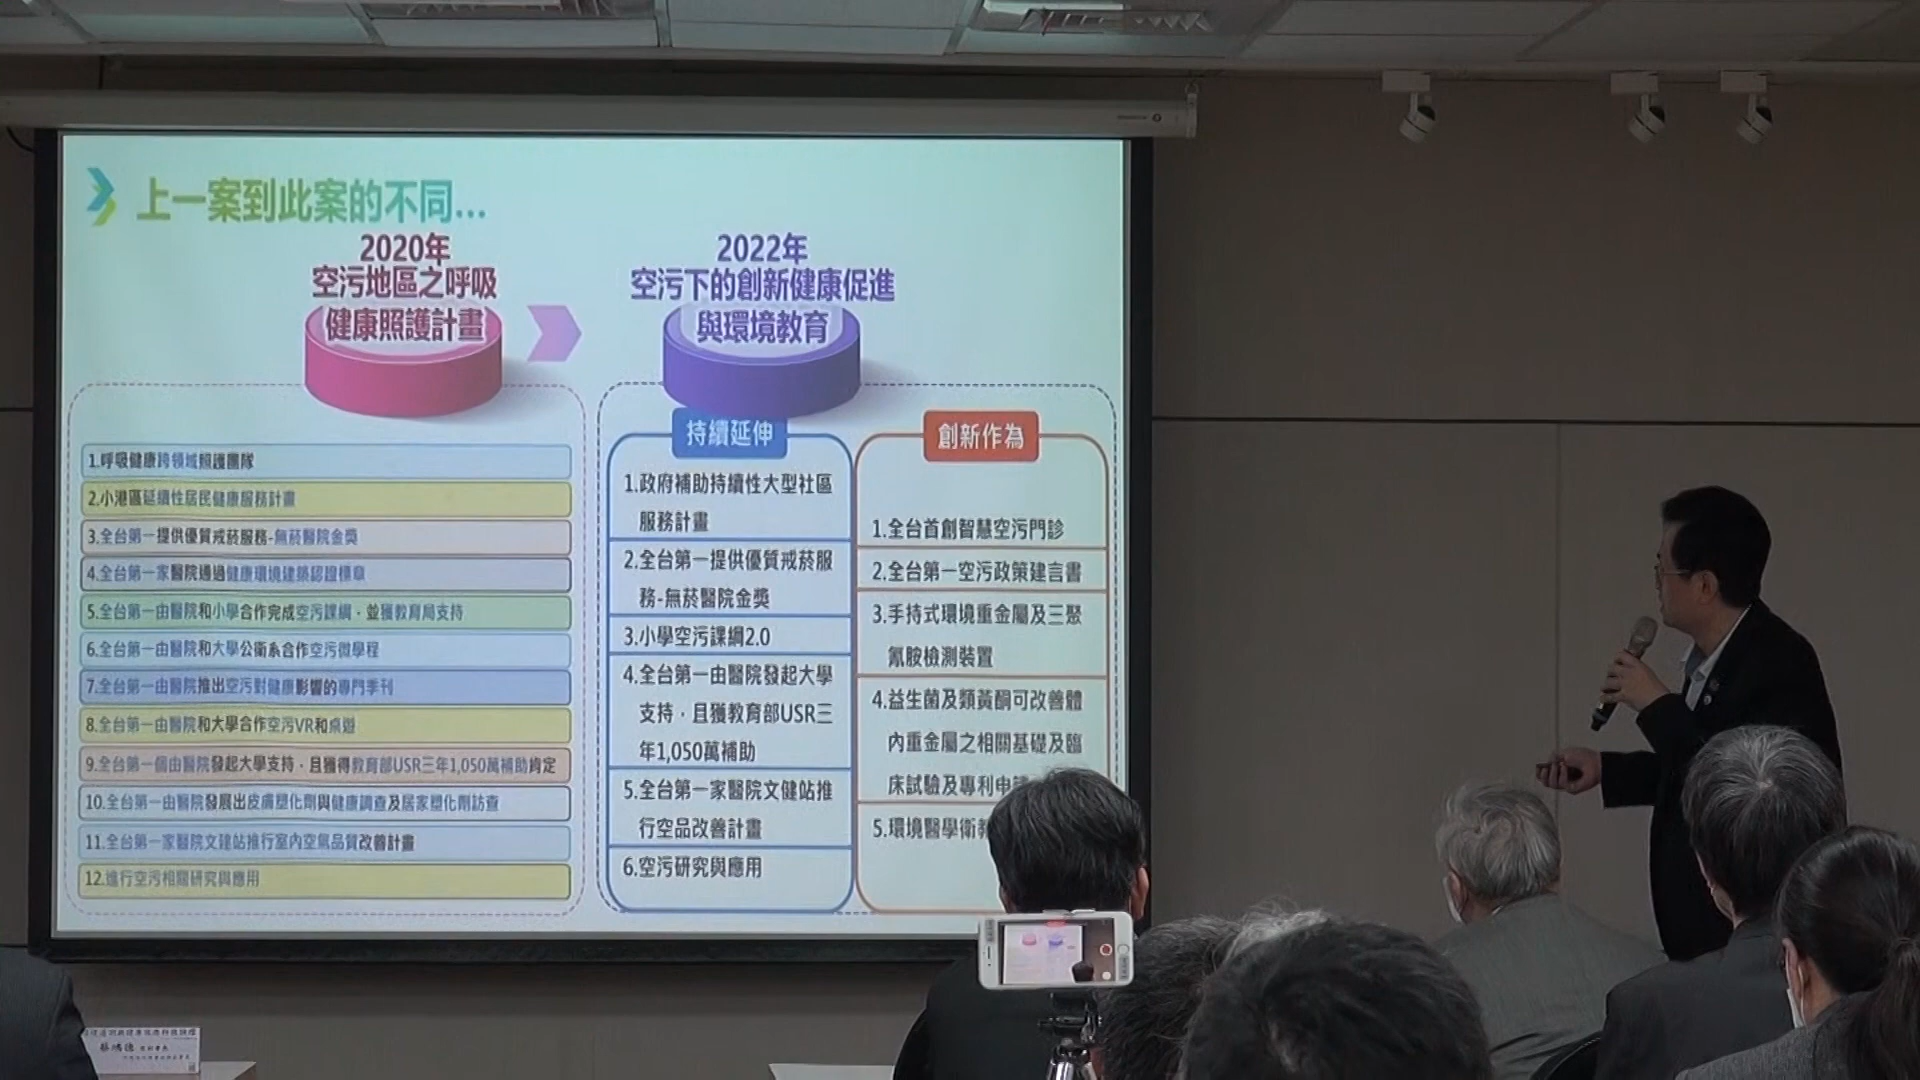 上一案到此案的不同...
2020年
空污地區之呼吸
健康照護計畫
2022年
空污下的創新健康促進
與環境教育
1.呼吸健康跨領域照護團隊
2.小港區延續性居民健康服務計畫
3.全台第一提供優質戒菸服務-無菸醫院金獎
4.全台第一家醫院通過健康環境建築認證標章
5.全台第一由醫院和小學合作完成空污課綱，並獲教育局支持
6.全台第一由醫院和大學公衛系合作空污微學程
7.全台第一由醫院推出空污對健康影響的專門季刊
8.全台第一由醫院和大學合作空污VR和桌遊
9.全台第一個由醫院發起大學支持，且獲得教育部USR三年1,050萬補助肯定
10.全台第一由醫院發展出皮膚塑化劑與健康調查及居家塑化劑訪查
11.全台第一家醫院文建站推行室內空氣品質改善計畫
12.進行空污相關研究與應用
持續延伸
1.政府補助持續性大型社區
服務計畫
2.全台第一提供優質戒菸服
務-無菸醫院金獎
3.小學空污課綱2.0
4.全台第一由醫院發起大學
支持，且獲教育部USR三
年1,050萬補助
5.全台第一家醫院文健站推
行空品改善計畫
6.空污研究與應用
創新作為
1.全台首創智慧空污門診
2.全台第一空污政策建言書
3.手持式環境重金屬及三聚
氰胺檢測裝置
4.益生菌及類黃酮可改善體
內重金屬之相關基礎及臨
床試驗及專利申
5.環境醫學衛